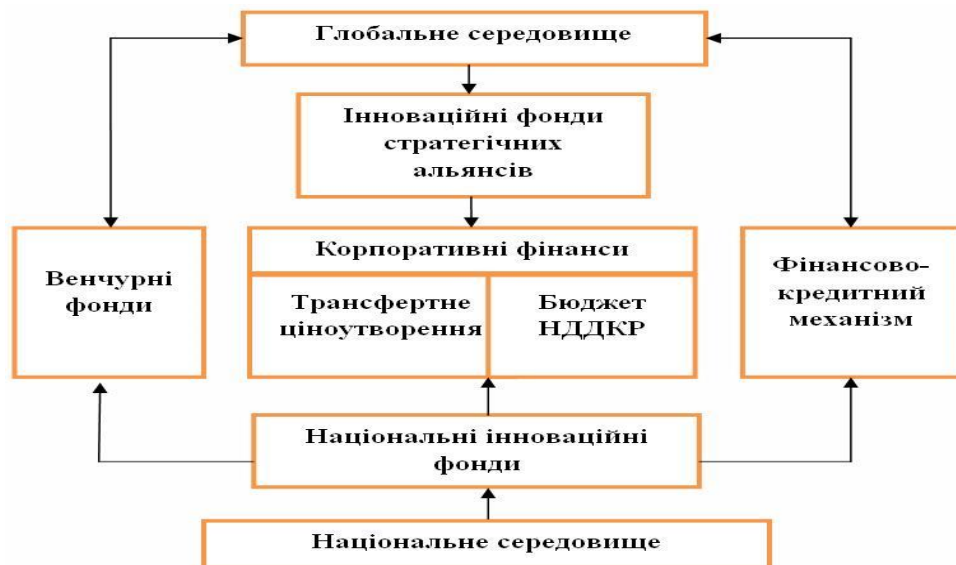 Глобальне середовище
Інноваційні фонди
стратегічних
альянсів
Венчурні
фонди
Корпоративні фінанси
Трансфертне
ціноутворення
Бюджет
НДДКР
Фінансово-
кредитний
механізм
Національні інноваційні
фонди
Національне середовище